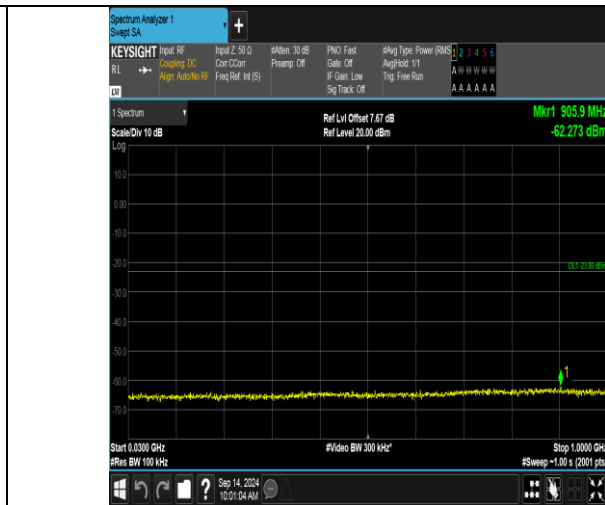 Spectrum Analyzer 1
Swept SA
+
KEYSIGHT Input: RF Input Z: 50 Ω #Atten: 30 dB PNO: Fast #Avg Type: Power (RMS 1 2 3 4 5 6
RL Coupling: DC Corr CCorr Preamp: Off Gate: Off Avg|Hold: 1/1 A W W W W W
Align: Auto/No RF Freq Ref: Int (S) IF Gain: Low Trig: Free Run
Sig Track: Off A A A A A A
LXI
1 Spectrum
Scale/Div 10 dB
Ref Lvl Offset 7.67 dB
Ref Level 20.00 dBm
Mkr1 905.9 MHz
-62.273 dBm
Log
10.0
0.00
-10.0
-20.0
DL1 -23.00 dBm
-30.0
-40.0
-50.0
-60.0
1
-70.0
Start 0.0300 GHz #Video BW 300 kHz* Stop 1.0000 GHz
#Res BW 100 kHz #Sweep ~1.00 s (2001 pts
?
Sep 14, 2024
10:01:04 AM